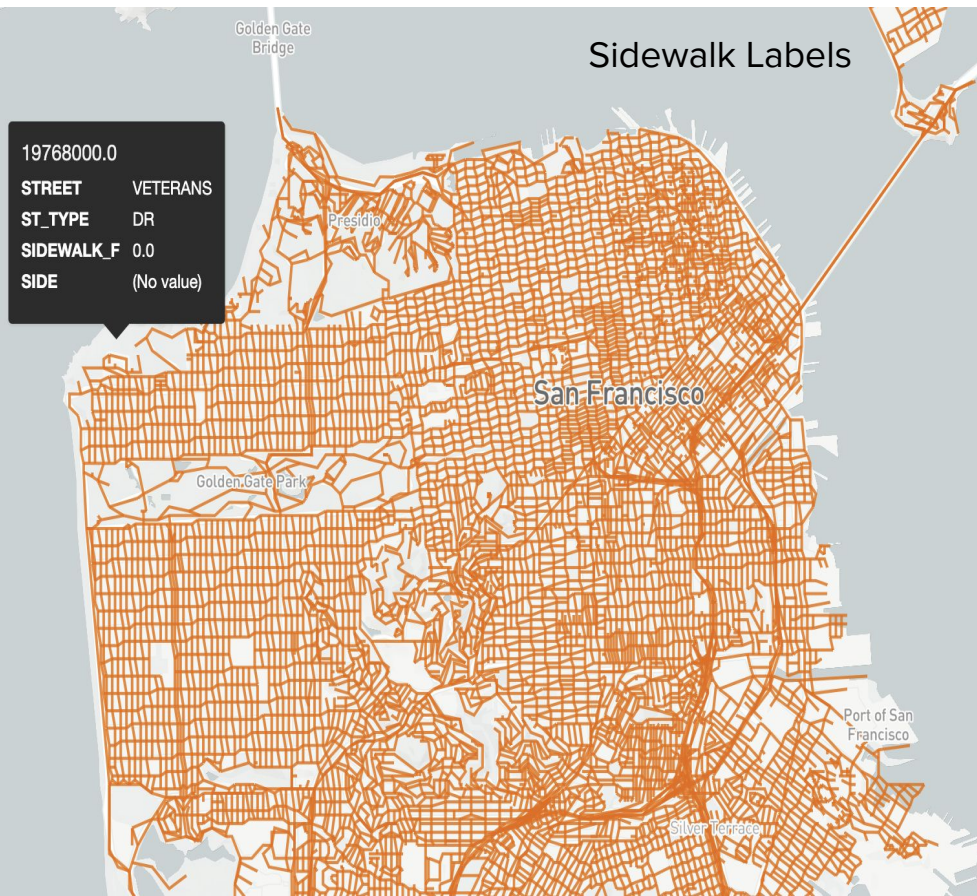 Golden Gate
Bridge
Sidewalk Labels
19768000.0
STREET VETERANS
ST_TYPE DR
SIDEWALK_F 0.0
SIDE (No value)
Presidio
San Francisco
Golden Gate Park
Port of San
Francisco
Silver Terrace